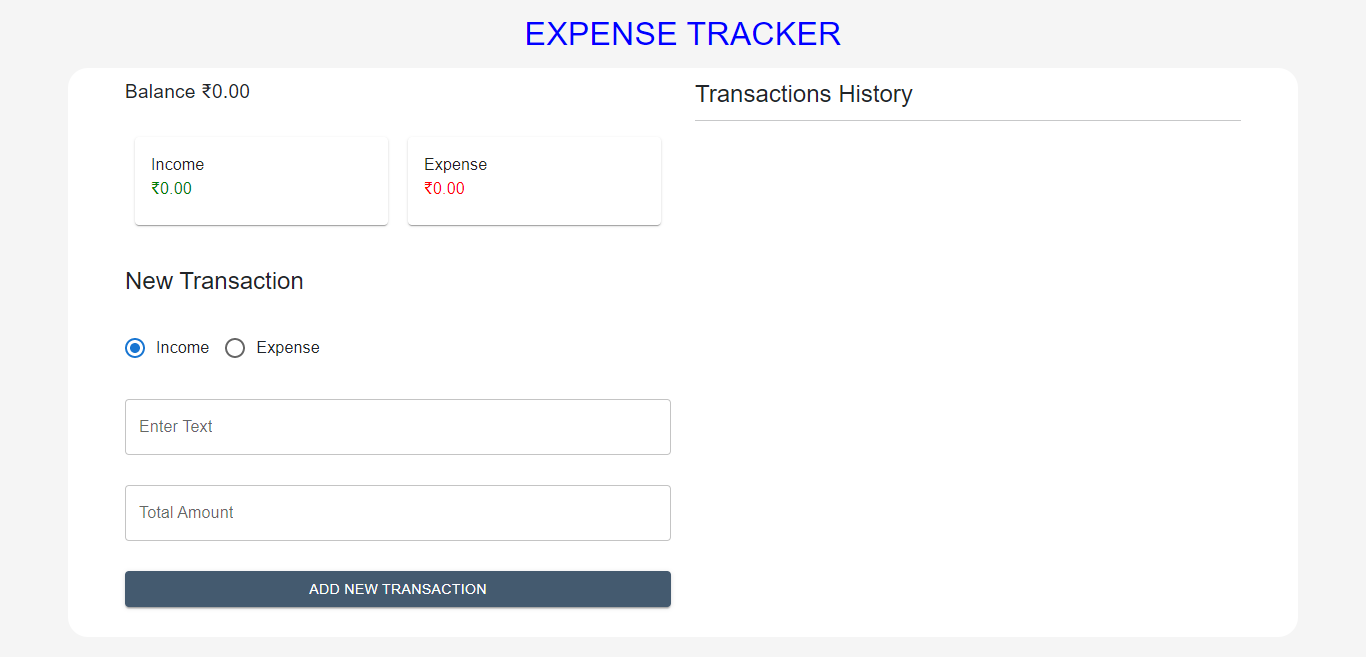 EXPENSE TRACKER
Balance ₹0.00
Income
₹0.00
Expense
₹0.00
New Transaction
Income
Expense
Enter Text
Total Amount
ADD NEW TRANSACTION
Transactions History